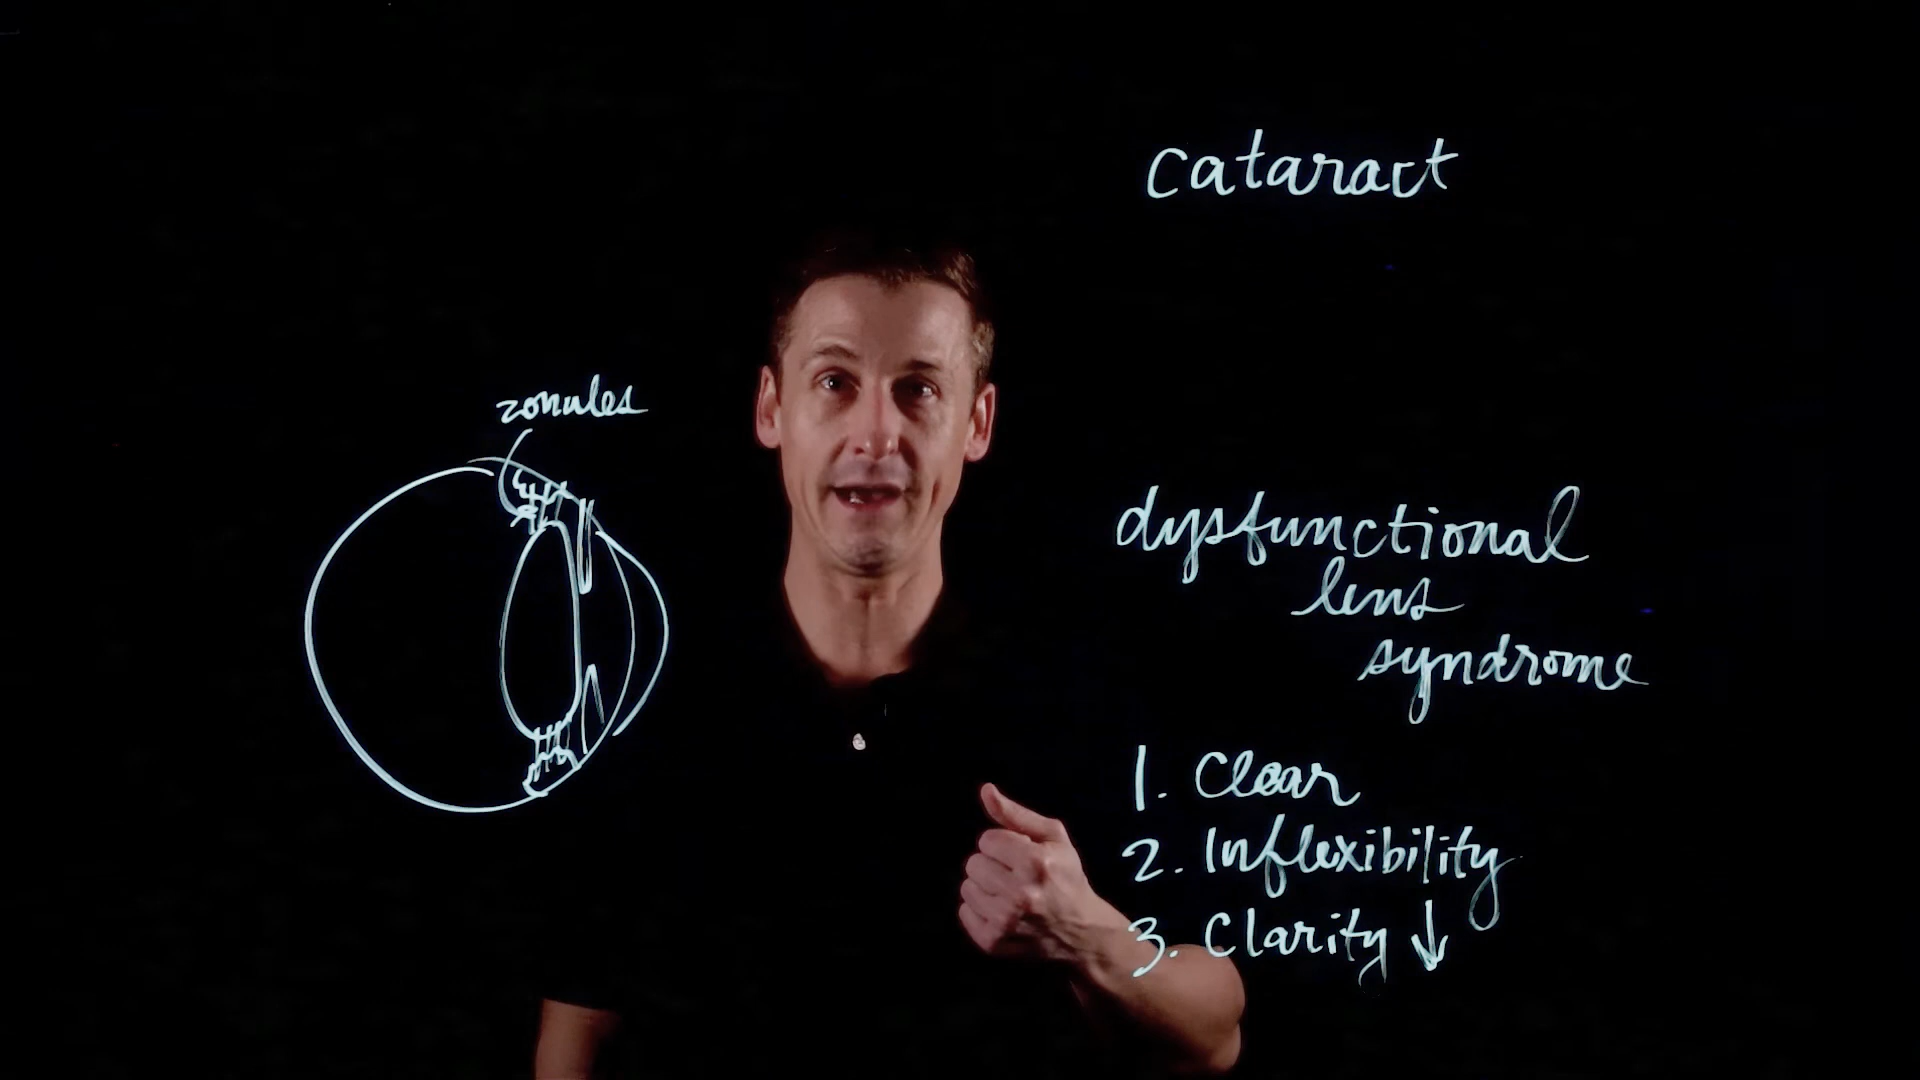 cataract
zonules
dysfunctional
lens
syndrome
1. Clear
2. Inflexibility
3. Clarity ↓